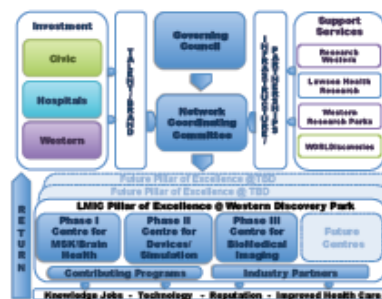 Investment
Civic
Hospitals
Western
TALENT/BRAND
Governing
Council
Network
Coordinating
Committee
INFRASTRUCTURE/
PARTNERSHIPS
Support
Services
Research
Western
Lawson Health
Research
Western
Research Parks
WORLDiscoveries
RETURN
Future Pillar of Excellence @TBD
Future Pillar of Excellence @ TBD
LMIG Pillar of Excellence @ Western Discovery Park
Phase I
Centre for
MSK/Brain
Health
Phase II
Centre for
Devices/
Simulation
Phase III
Centre for
BioMedical
Imaging
Future
Centres
Contributing Programs
Industry Partners
Knowledge Jobs - Technology - Reputation - Improved Health Care